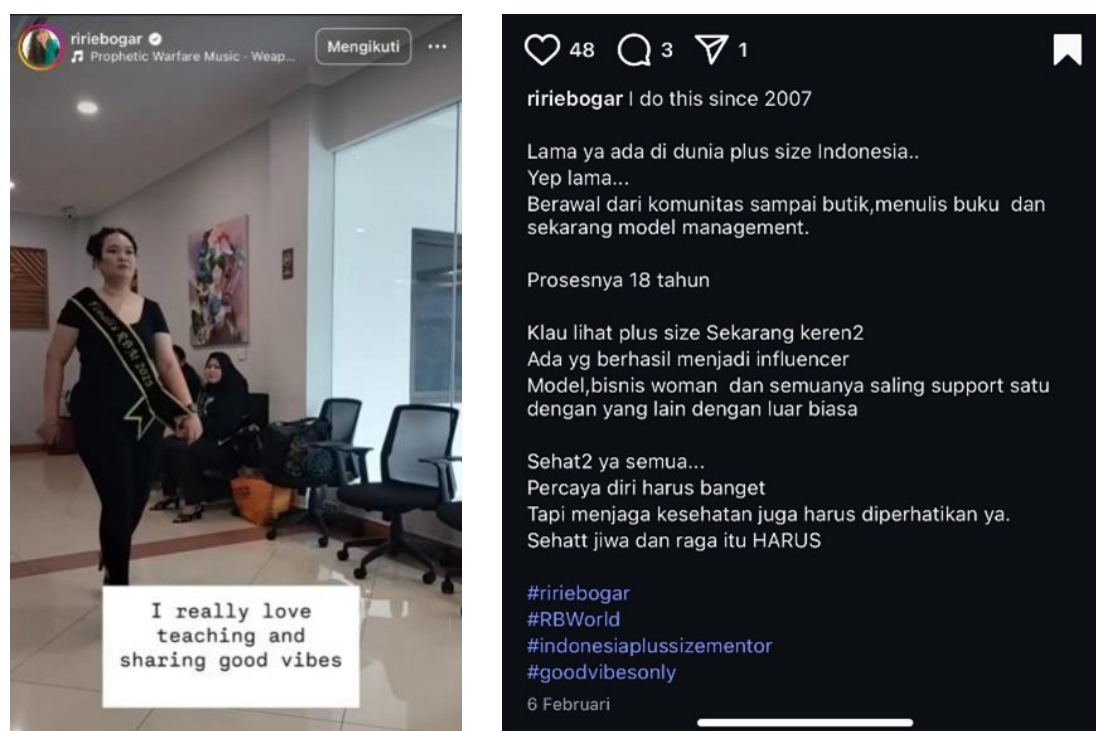 ririebogar
Prophetic Warfare Music - Weap...
Mengikuti
Finalis RBM 2025
I really love
teaching and
sharing good vibes
48 3 1
ririebogar I do this since 2007
Lama ya ada di dunia plus size Indonesia..
Yep lama...
Berawal dari komunitas sampai butik,menulis buku dan
sekarang model management.
Prosesnya 18 tahun
Klau lihat plus size Sekarang keren2
Ada yg berhasil menjadi influencer
Model,bisnis woman dan semuanya saling support satu
dengan yang lain dengan luar biasa
Sehat2 ya semua...
Percaya diri harus banget
Tapi menjaga kesehatan juga harus diperhatikan ya.
Sehatt jiwa dan raga itu HARUS
#ririebogar
#RBWorld
#indonesiaplussizementor
#goodvibesonly
6 Februari